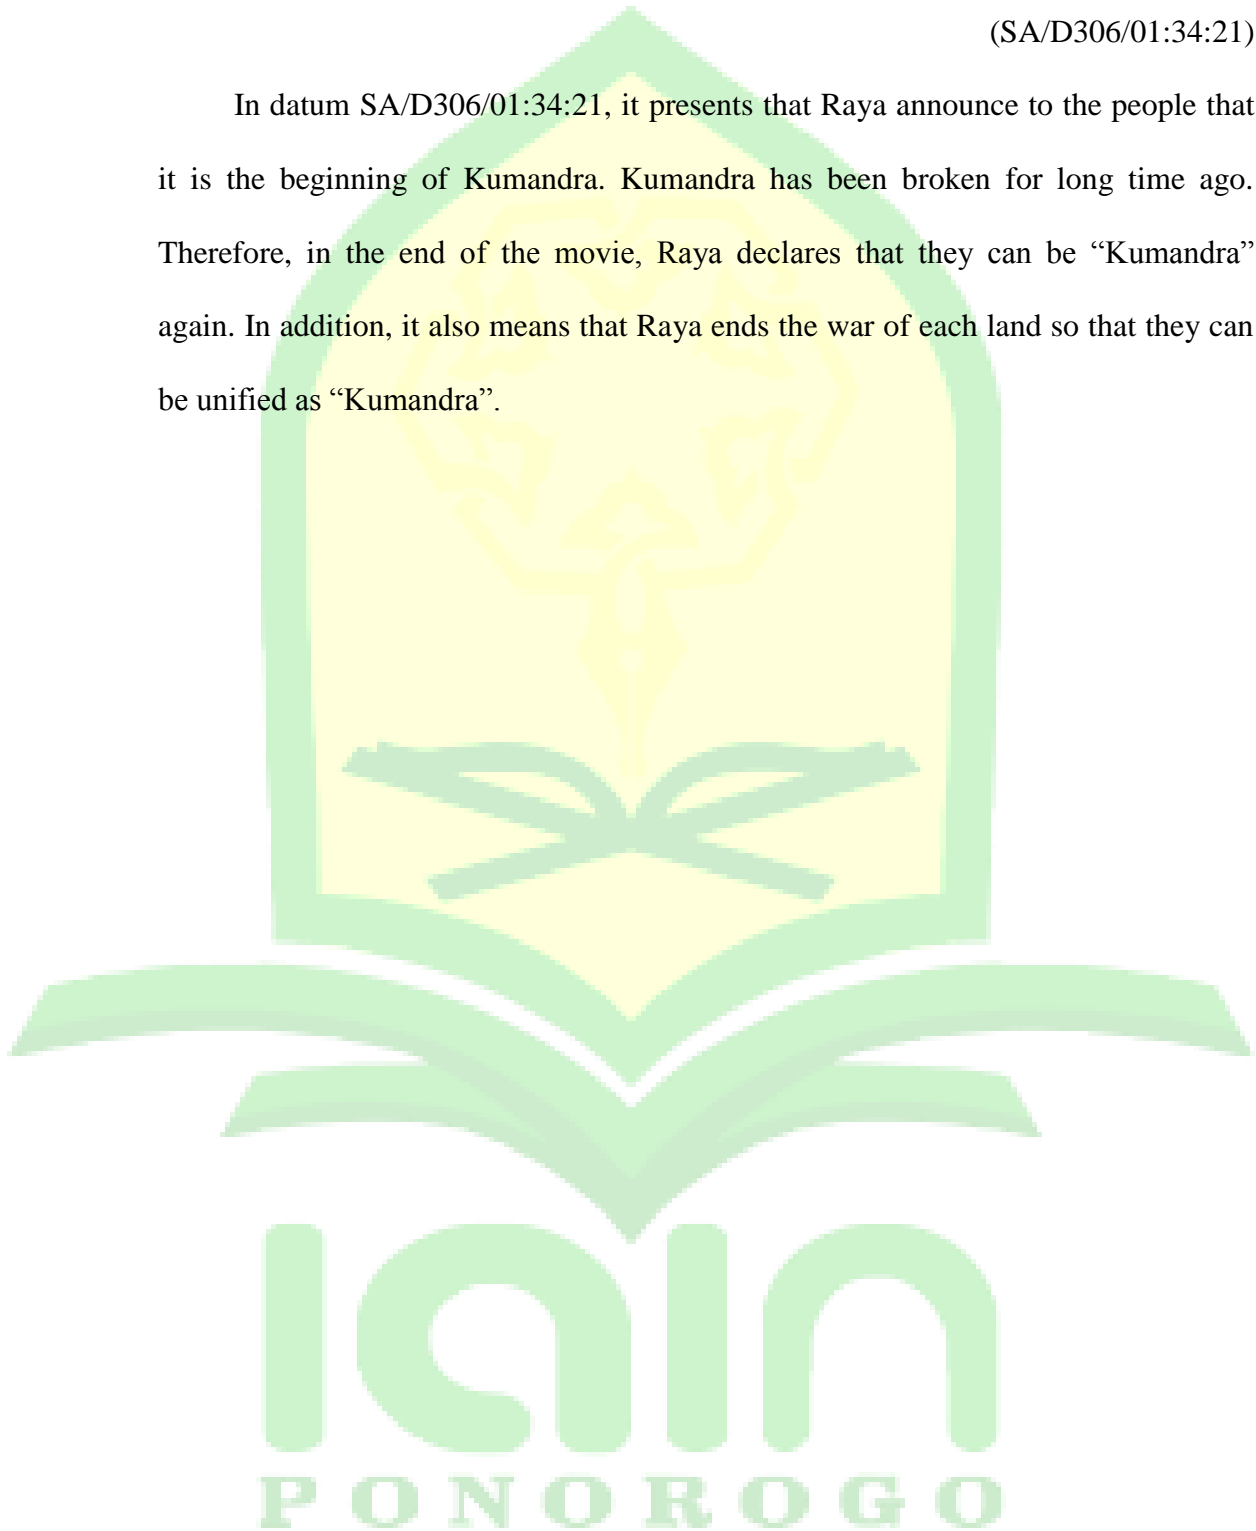 (SA/D306/01:34:21)
In datum SA/D306/01:34:21, it presents that Raya announce to the people that
it is the beginning of Kumandra. Kumandra has been broken for long time ago.
Therefore, in the end of the movie, Raya declares that they can be “Kumandra”
again. In addition, it also means that Raya ends the war of each land so that they can
be unified as “Kumandra”.
iain
PONOROGO